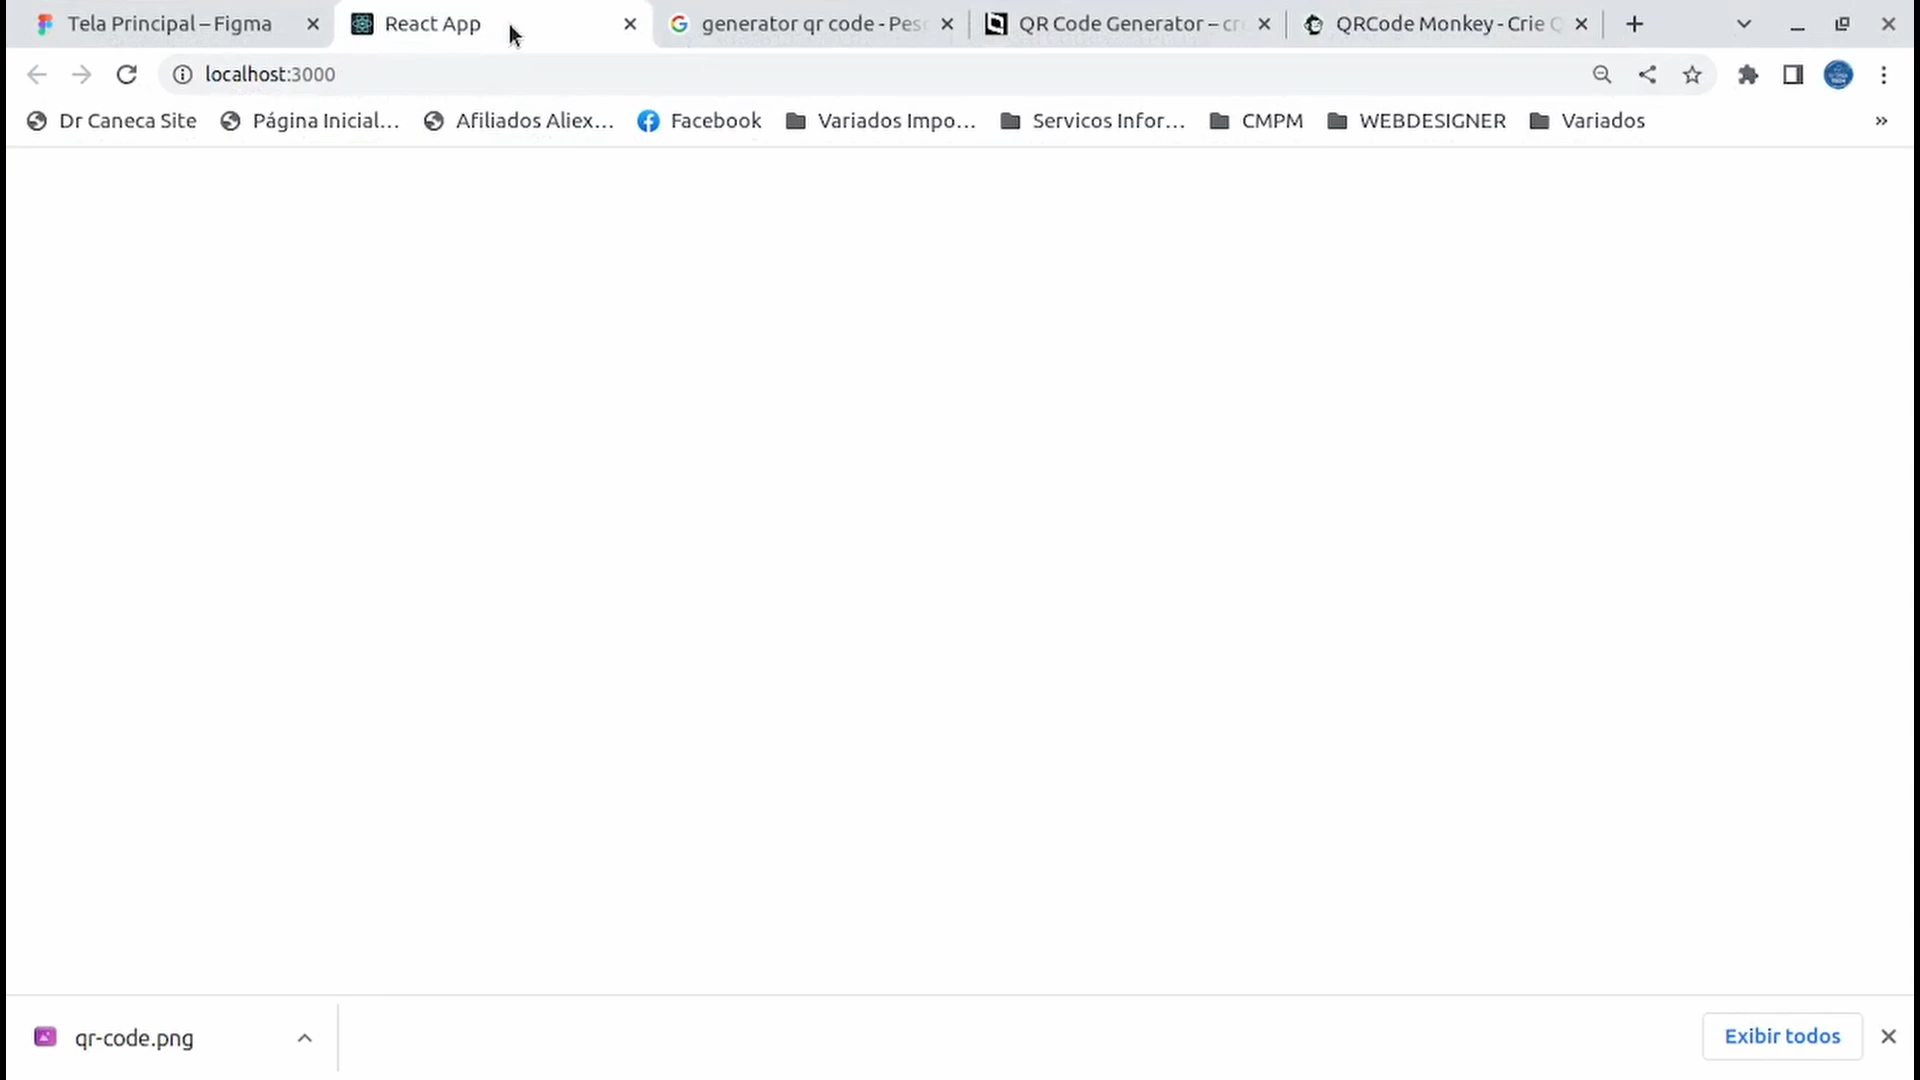 Tela Principal – Figma
React App
generator qr code - Pes
QR Code Generator – cr
QRCode Monkey - Crie Q
localhost:3000
Dr Caneca Site
Página Inicial...
Afiliados Aliex...
Facebook
Variados Impo...
Servicos Infor...
CMPM
WEBDESIGNER
Variados
»
qr-code.png
Exibir todos